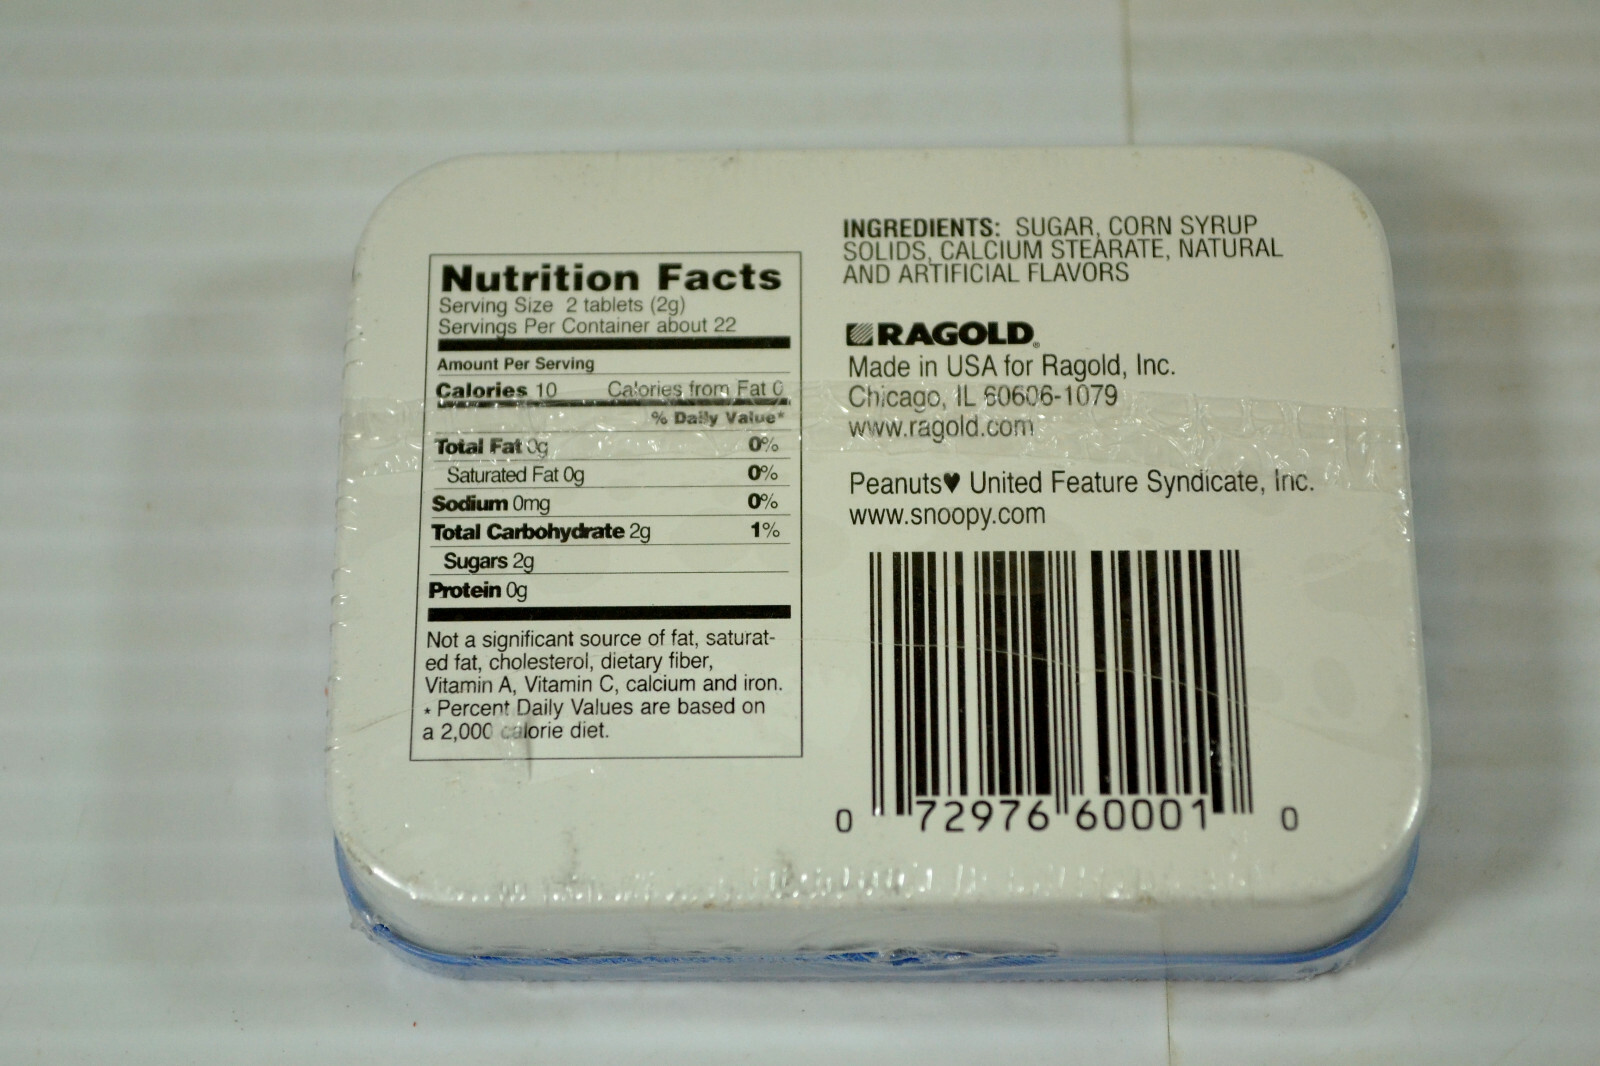 Nutrition Facts
Serving Size 2 tablets (2g)
Servings Per Container about 22
Amount Per Serving
Calories 10 Calories from Fat 0
% Daily Value*
Total Fat 0g 0%
Saturated Fat 0g 0%
Sodium 0mg 0%
Total Carbohydrate 2g 1%
Sugars 2g
Protein 0g
Not a significant source of fat, saturat-
ed fat, cholesterol, dietary fiber,
Vitamin A, Vitamin C, calcium and iron.
* Percent Daily Values are based on
a 2,000 calorie diet.
INGREDIENTS: SUGAR, CORN SYRUP
SOLIDS, CALCIUM STEARATE, NATURAL
AND ARTIFICIAL FLAVORS
RAGOLD®
Made in USA for Ragold, Inc.
Chicago, IL 60606-1079
www.ragold.com
Peanuts♥ United Feature Syndicate, Inc.
www.snoopy.com
0 72976 60001 0